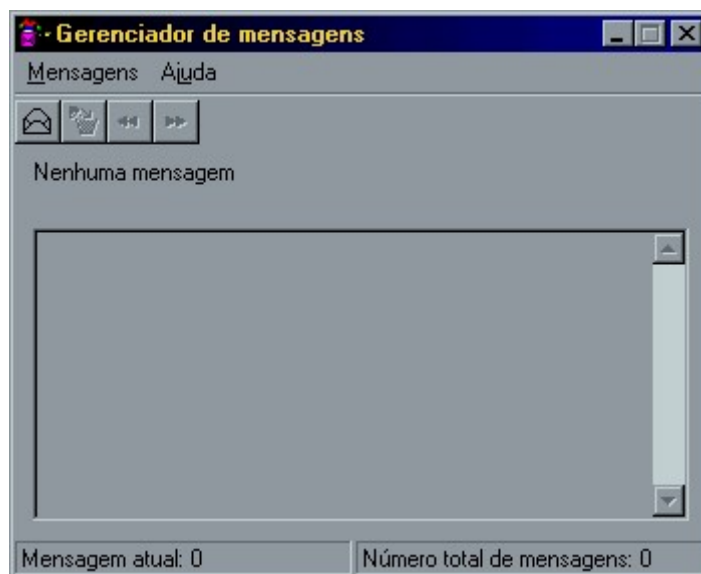 Gerenciador de mensagens
Mensagens Ajuda
Nenhuma mensagem
Mensagem atual: 0
Número total de mensagens: 0